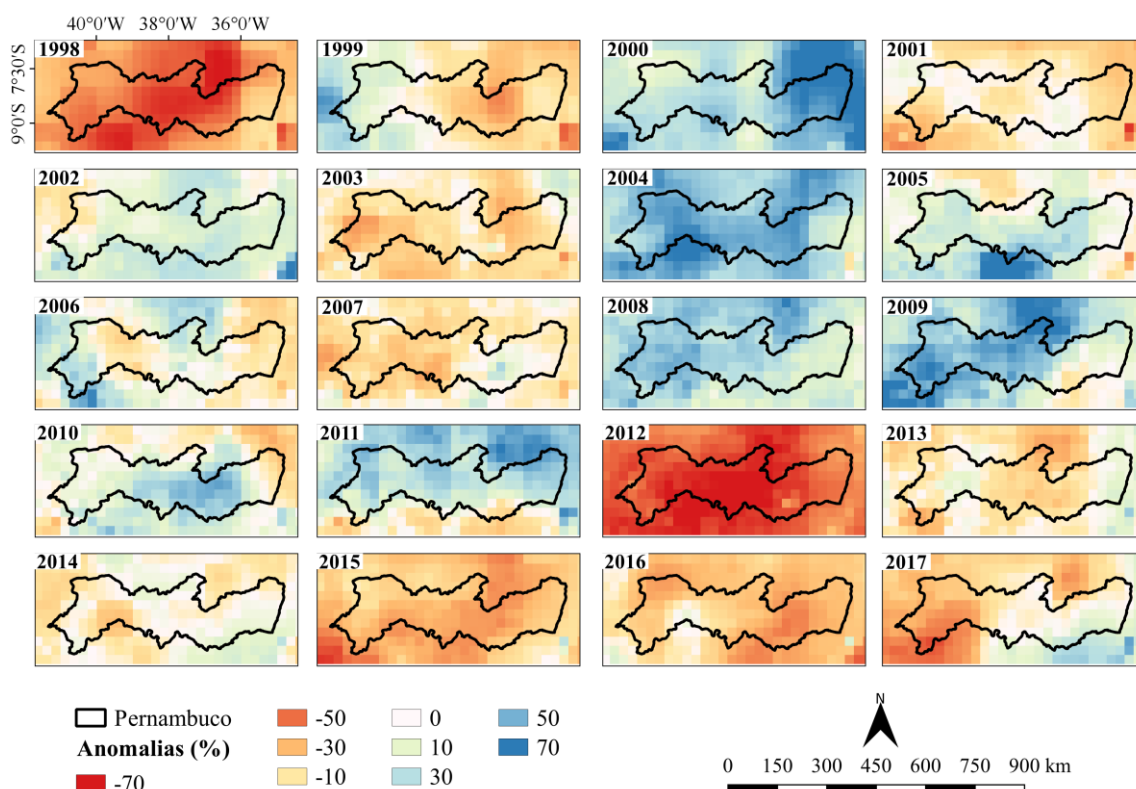 40°0'W 38°0'W 36°0'W
7°30'S
9°0'S
1998 1999 2000 2001
2002 2003 2004 2005
2006 2007 2008 2009
2010 2011 2012 2013
2014 2015 2016 2017
Pernambuco -50 0 50
Anomalias (%) -30 10 70
-70 -10 30
N
0 150 300 450 600 750 900 km